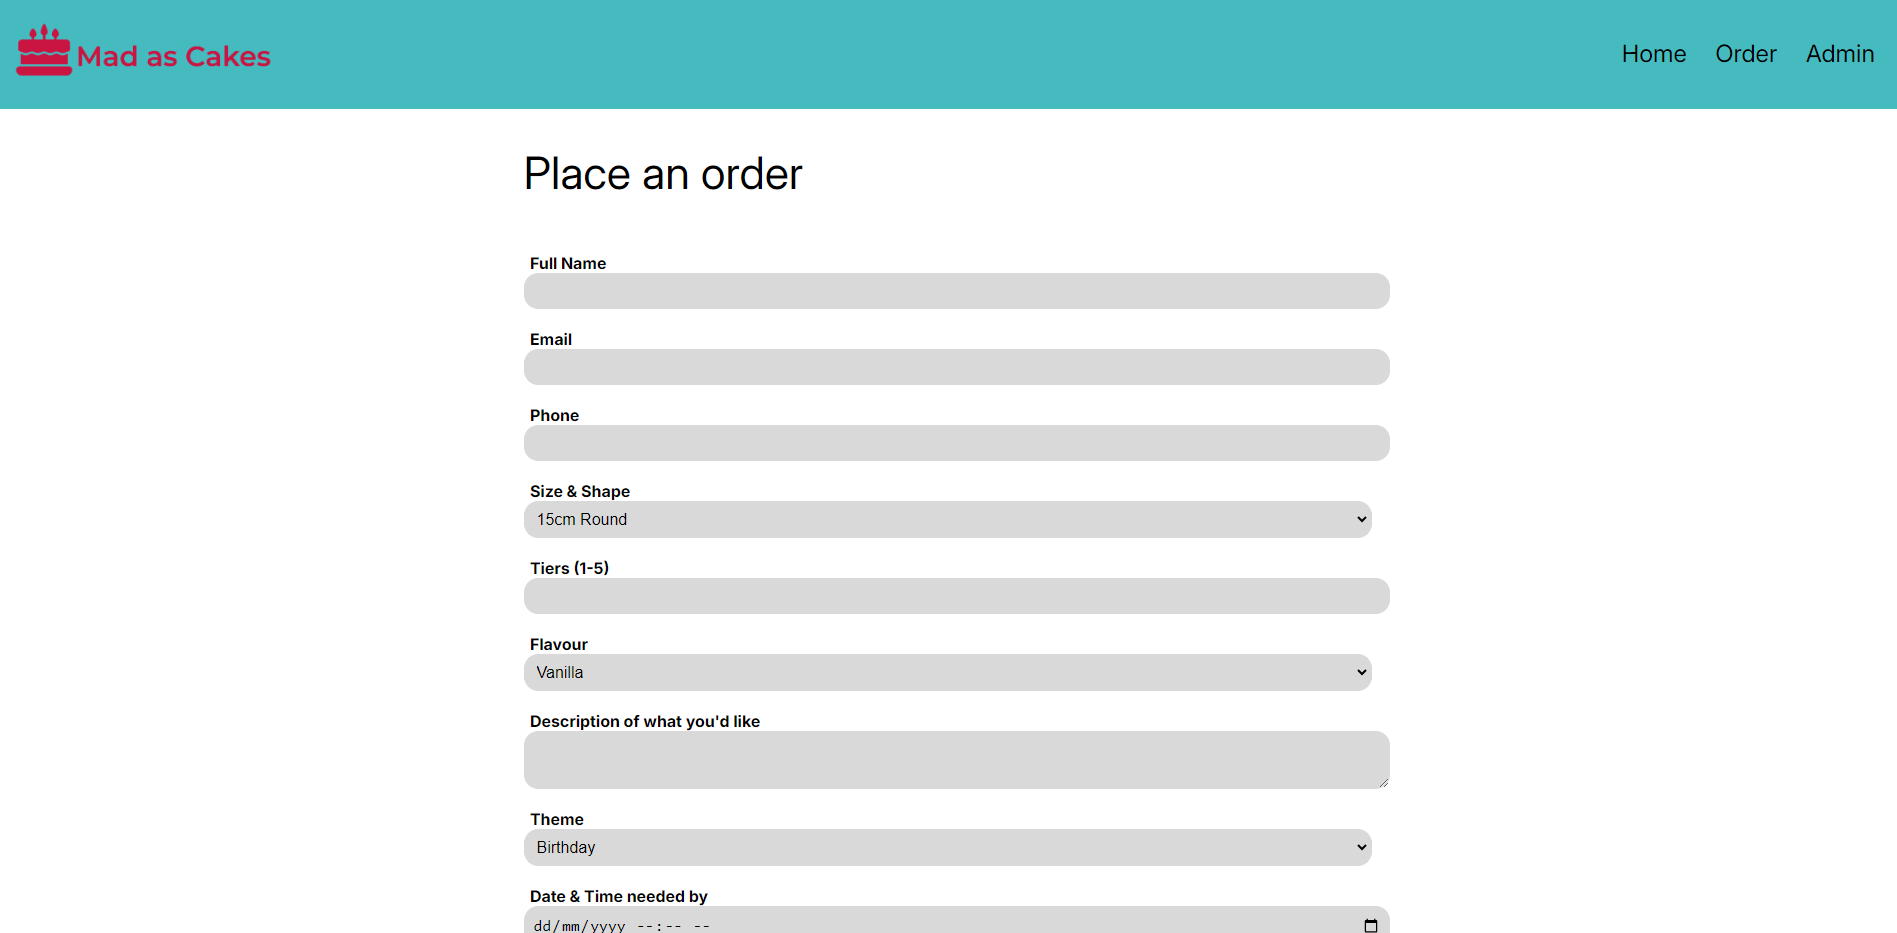 Mad as Cakes
Home Order Admin
Place an order
Full Name
Email
Phone
Size & Shape
15cm Round
Tiers (1-5)
Flavour
Vanilla
Description of what you'd like
Theme
Birthday
Date & Time needed by
dd/mm/yyyy --:-- --